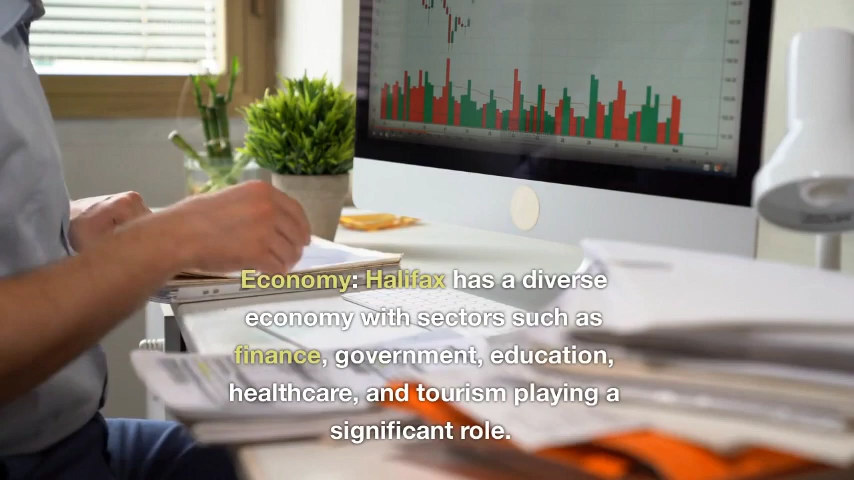 Economy: Halifax has a diverse
economy with sectors such as
finance, government, education,
healthcare, and tourism playing a
significant role.